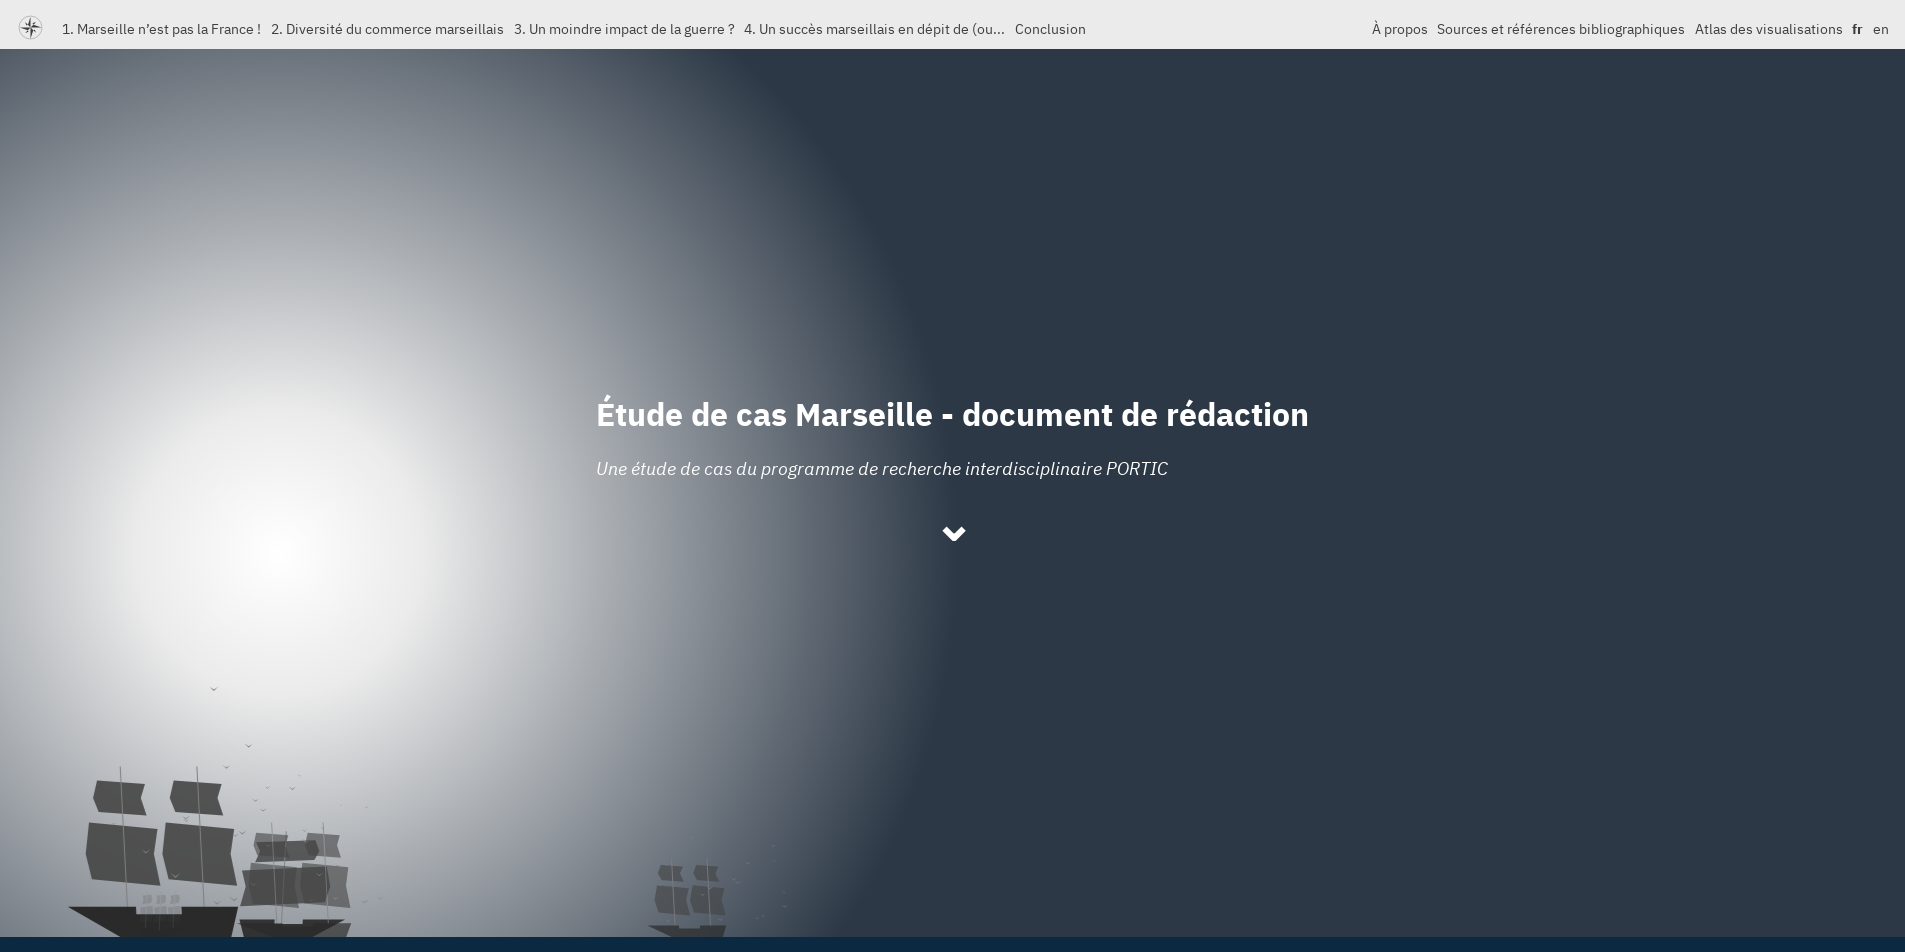 1. Marseille n’est pas la France ! 2. Diversité du commerce marseillais 3. Un moindre impact de la guerre ? 4. Un succès marseillais en dépit de (ou... Conclusion À propos Sources et références bibliographiques Atlas des visualisations fr en
Étude de cas Marseille - document de rédaction
Une étude de cas du programme de recherche interdisciplinaire PORTIC